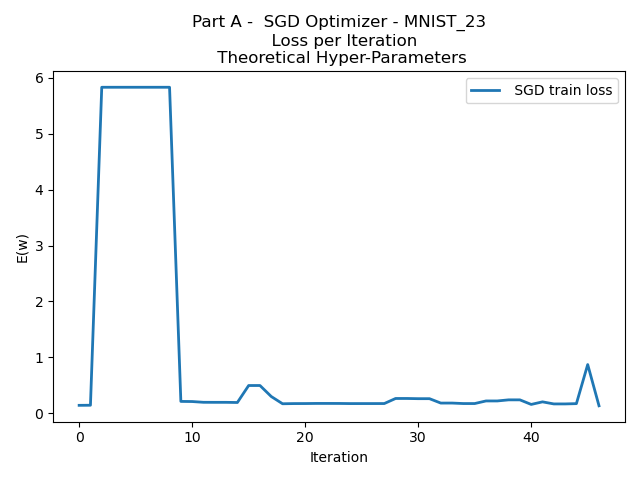 Part A -  SGD Optimizer - MNIST_23
Loss per Iteration
Theoretical Hyper-Parameters
SGD train loss
E(w)
6
5
4
3
2
1
0
0 10 20 30 40
Iteration